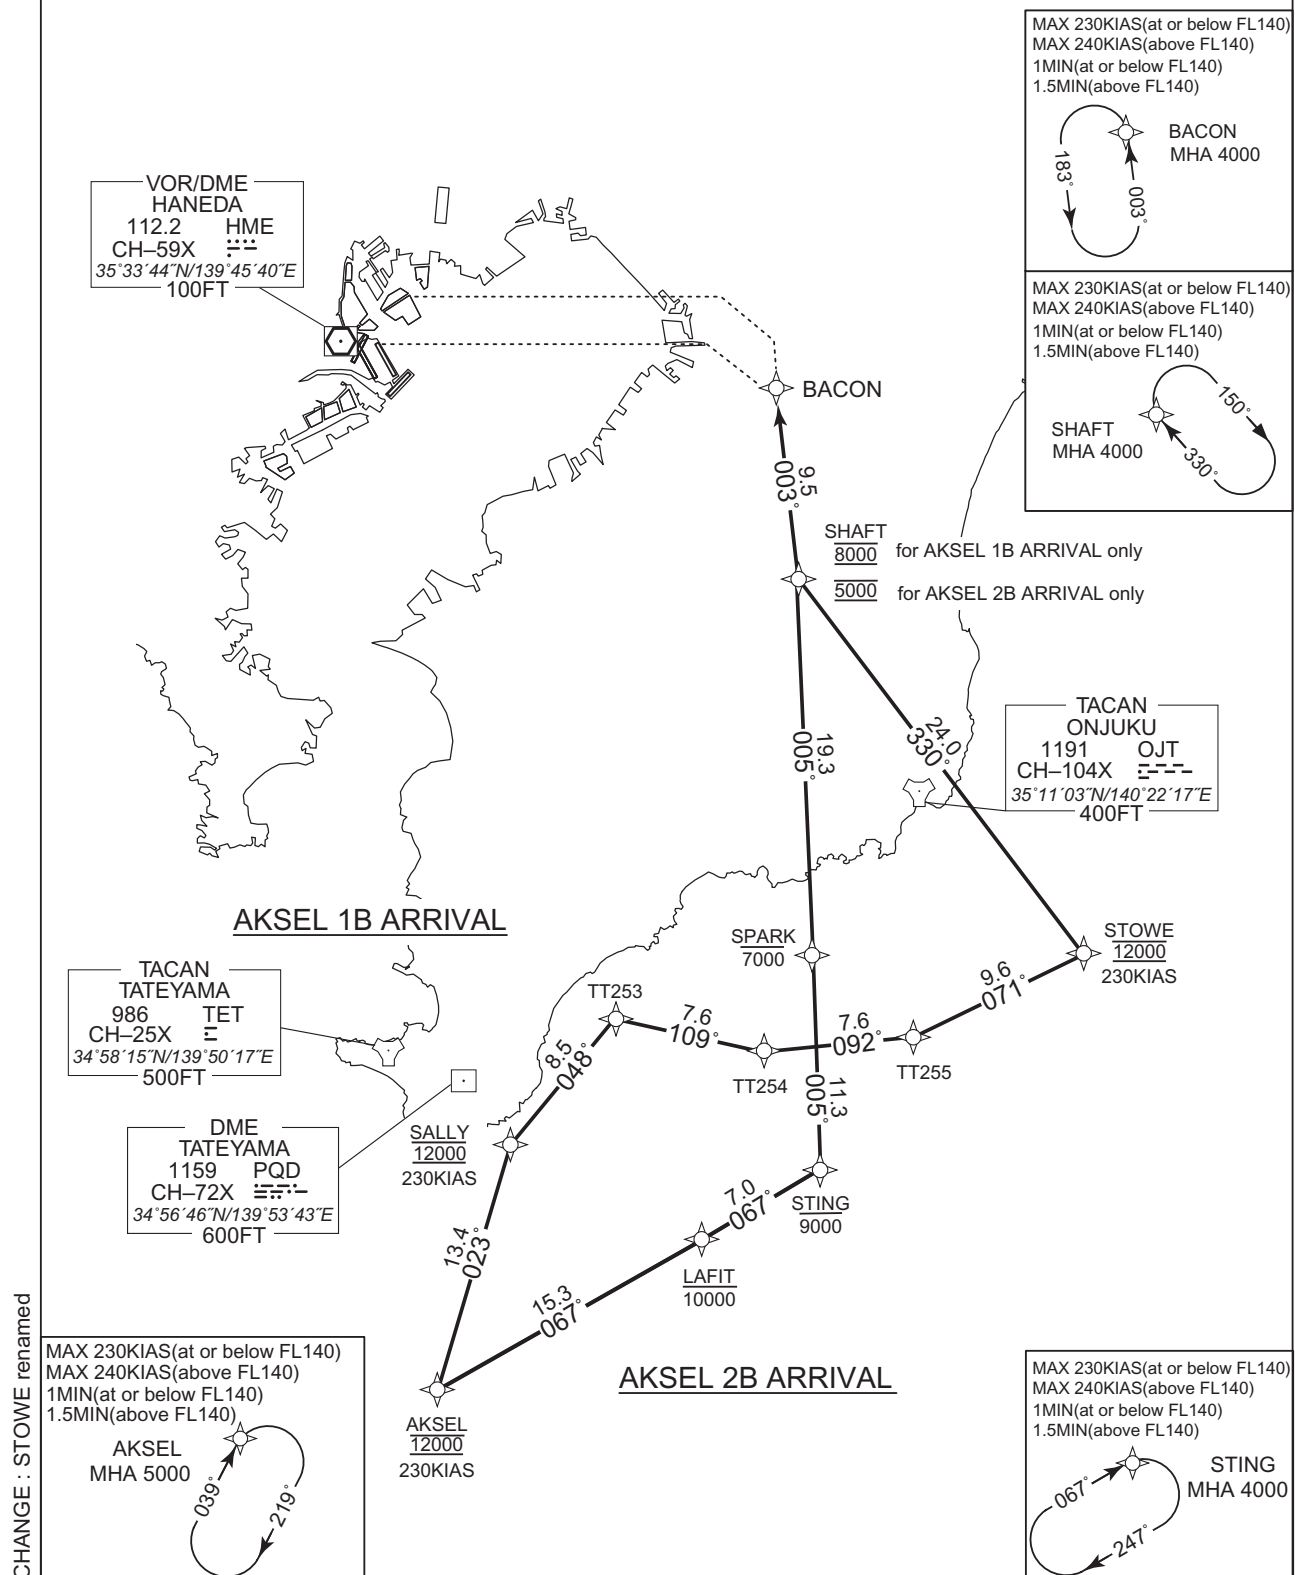 MAX 230KIAS(at or below FL140)
MAX 240KIAS(above FL140)
1MIN(at or below FL140)
1.5MIN(above FL140)
BACON
MHA 4000
183°
003°
VOR/DME
HANEDA
112.2 HME
CH–59X
35°33´44˝N/139°45´40˝E
100FT
MAX 230KIAS(at or below FL140)
MAX 240KIAS(above FL140)
1MIN(at or below FL140)
1.5MIN(above FL140)
150°
SHAFT
MHA 4000
330°
BACON
9.5
003°
SHAFT
8000 for AKSEL 1B ARRIVAL only
5000 for AKSEL 2B ARRIVAL only
24.0
330°
19.3
005°
TACAN
ONJUKU
1191 OJT
CH–104X
35°11´03˝N/140°22´17˝E
400FT
AKSEL 1B ARRIVAL
SPARK
7000
STOWE
12000
230KIAS
TACAN
TATEYAMA
986 TET
CH–25X
34°58´15˝N/139°50´17˝E
500FT
TT253
7.6
109°
TT254
7.6
092°
TT255
9.6
071°
8.5
048°
11.3
005°
DME
TATEYAMA
1159 PQD
CH–72X
34°56´46˝N/139°53´43˝E
600FT
SALLY
12000
230KIAS
STING
9000
7.0
067°
LAFIT
10000
13.4
023°
15.3
067°
AKSEL 2B ARRIVAL
AKSEL
12000
230KIAS
MAX 230KIAS(at or below FL140)
MAX 240KIAS(above FL140)
1MIN(at or below FL140)
1.5MIN(above FL140)
AKSEL
MHA 5000
039°
219°
MAX 230KIAS(at or below FL140)
MAX 240KIAS(above FL140)
1MIN(at or below FL140)
1.5MIN(above FL140)
STING
MHA 4000
067°
247°
CHANGE : STOWE renamed